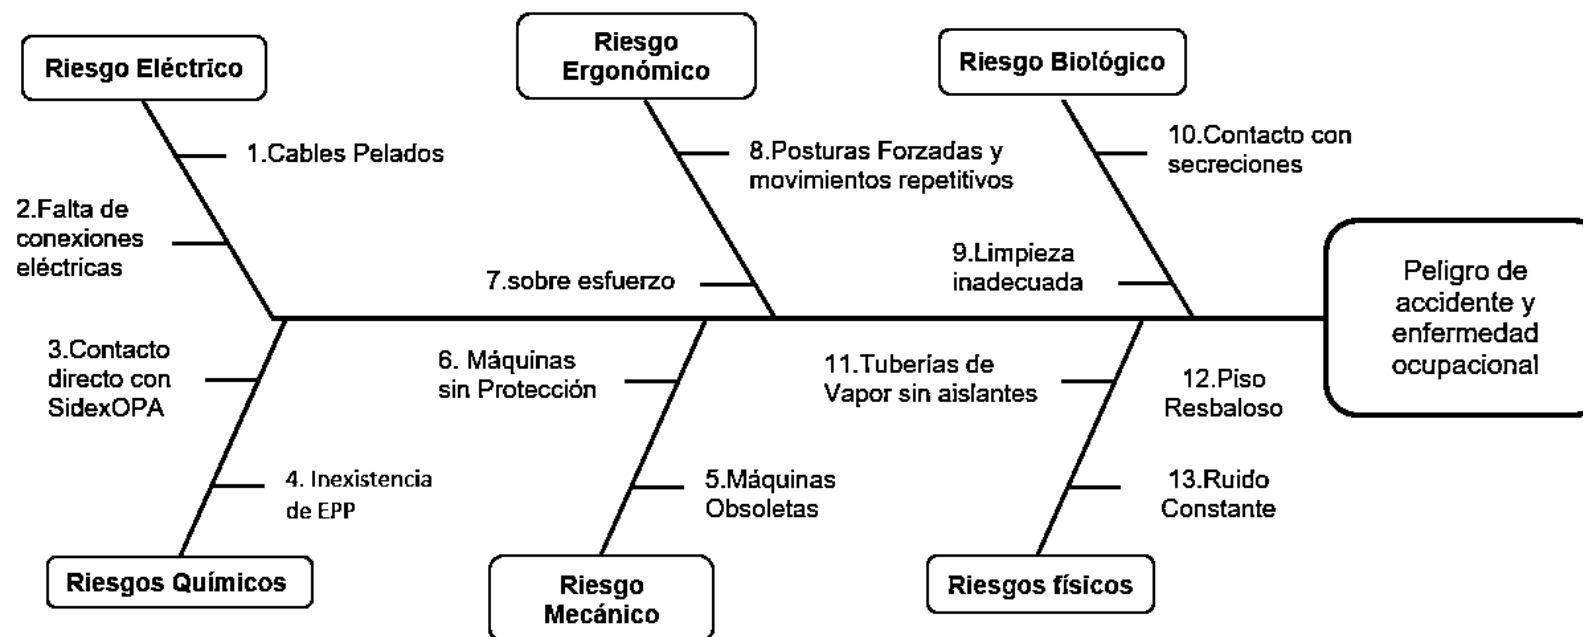 Riesgo Eléctrico
Riesgo
Ergonómico
Riesgo Biológico
1.Cables Pelados
8.Posturas Forzadas y
movimientos repetitivos
10.Contacto con
secreciones
2.Falta de
conexiones
eléctricas
7.sobre esfuerzo
9.Limpieza
inadecuada
Peligro de
accidente y
enfermedad
ocupacional
3.Contacto
directo con
SidexOPA
6. Máquinas
sin Protección
11.Tuberías de
Vapor sin aislantes
12.Piso
Resbaloso
4. Inexistencia
de EPP
5.Máquinas
Obsoletas
13.Ruido
Constante
Riesgos Químicos
Riesgo
Mecánico
Riesgos físicos